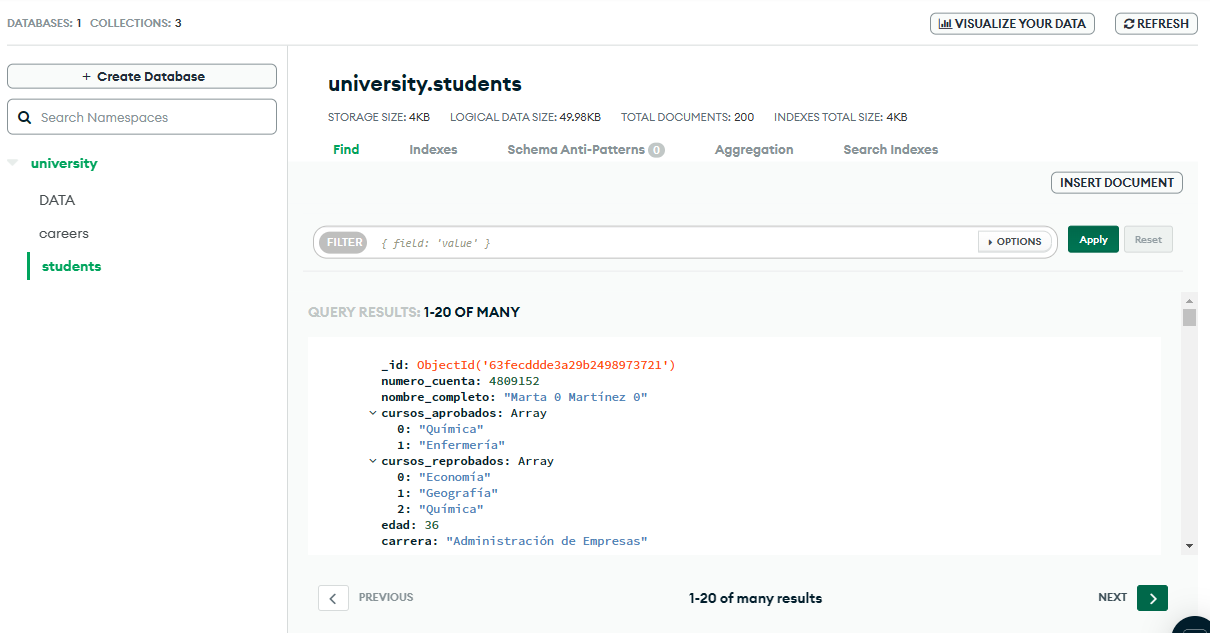 DATABASES: 1 COLLECTIONS: 3
VISUALIZE YOUR DATA
REFRESH
+ Create Database
Search Namespaces
university
DATA
careers
students
university.students
STORAGE SIZE: 4KB LOGICAL DATA SIZE: 49.98KB TOTAL DOCUMENTS: 200 INDEXES TOTAL SIZE: 4KB
Find Indexes Schema Anti-Patterns 0 Aggregation Search Indexes
INSERT DOCUMENT
FILTER { field: 'value' } OPTIONS Apply Reset
QUERY RESULTS: 1-20 OF MANY
_id: ObjectId('63fecddde3a29b2498973721')
numero_cuenta: 4809152
nombre_completo: "Marta 0 Martínez 0"
cursos_aprobados: Array
0: "Química"
1: "Enfermería"
cursos_reprobados: Array
0: "Economía"
1: "Geografía"
2: "Química"
edad: 36
carrera: "Administración de Empresas"
PREVIOUS 1-20 of many results NEXT